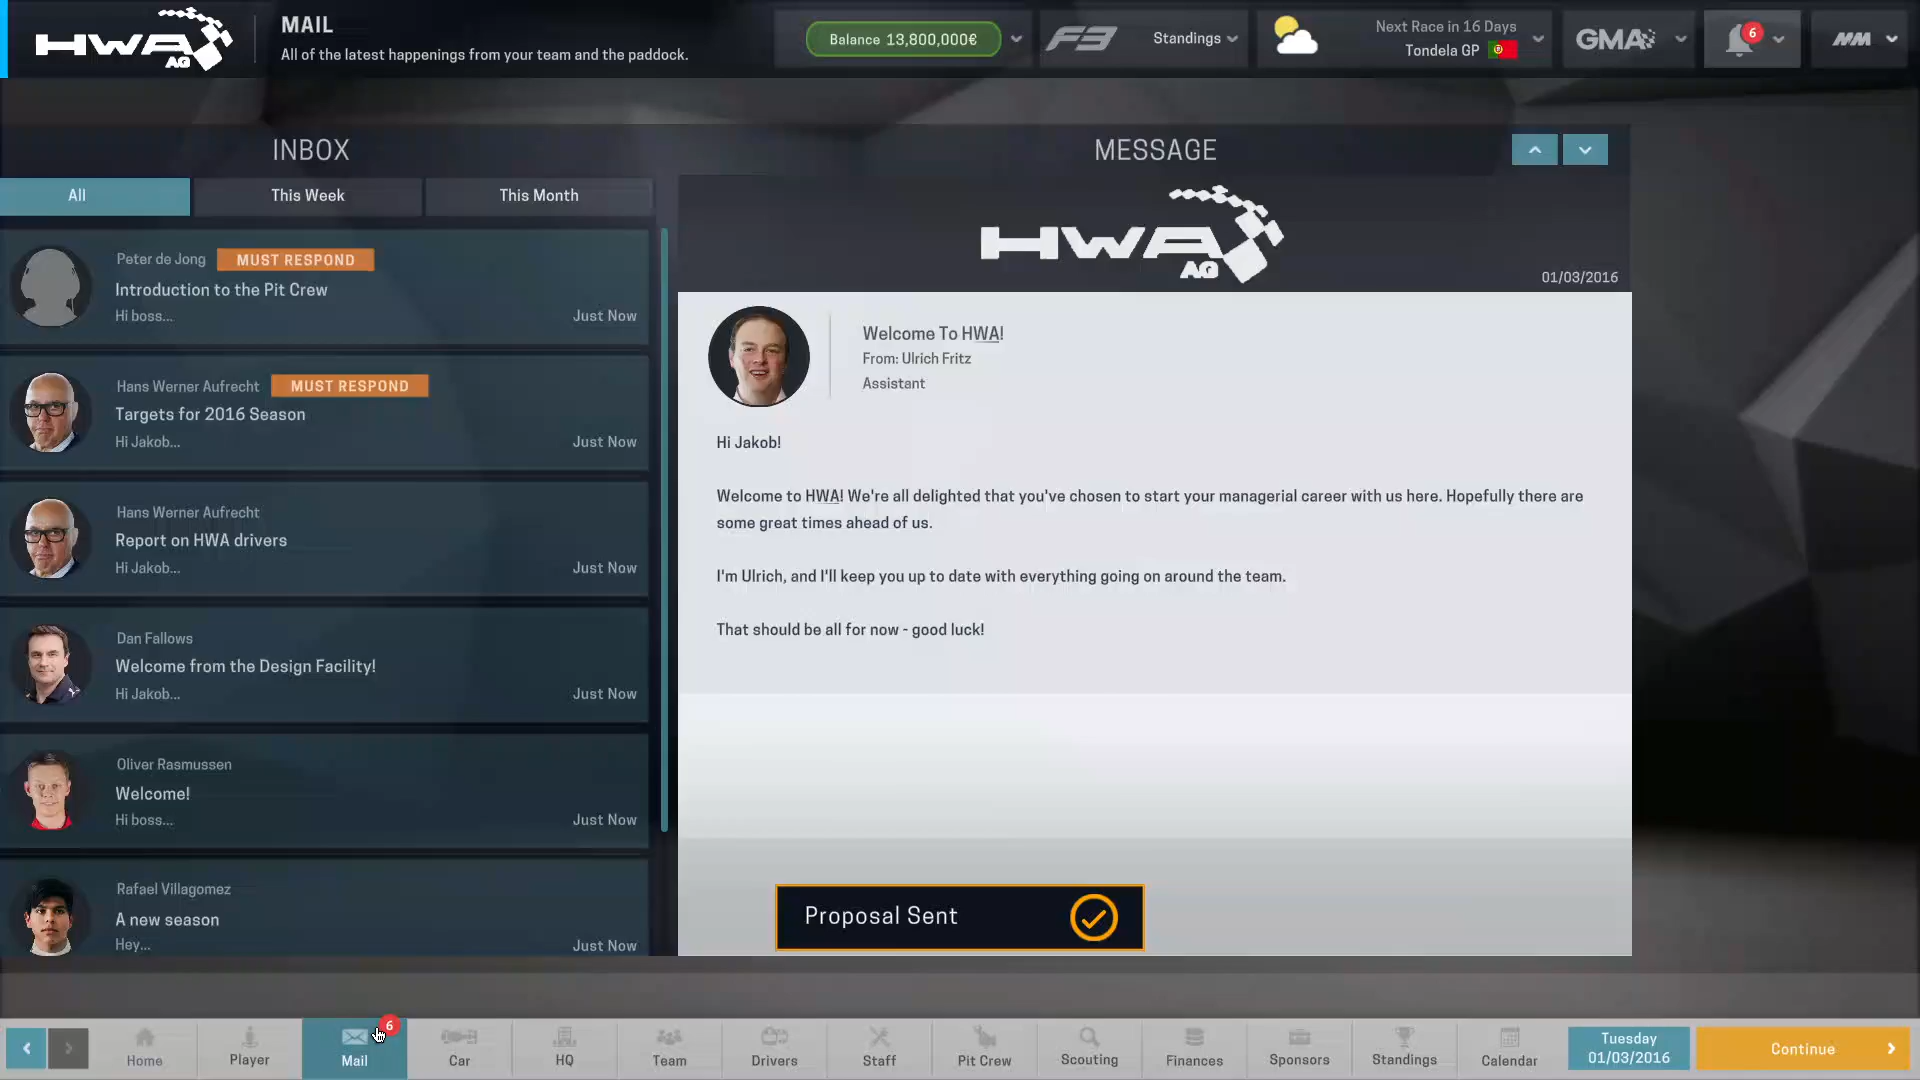 HWA AG
MAIL
All of the latest happenings from your team and the paddock.
Balance 13,800,000€
F3
Standings
Next Race in 16 Days
Tondela GP
GMA
6
MM
INBOX
All
This Week
This Month
Peter de Jong
MUST RESPOND
Introduction to the Pit Crew
Hi boss...
Just Now
Hans Werner Aufrecht
MUST RESPOND
Targets for 2016 Season
Hi Jakob...
Just Now
Hans Werner Aufrecht
Report on HWA drivers
Hi Jakob...
Just Now
Dan Fallows
Welcome from the Design Facility!
Hi Jakob...
Just Now
Oliver Rasmussen
Welcome!
Hi boss...
Just Now
Rafael Villagomez
A new season
Hey...
Just Now
MESSAGE
HWA AG
01/03/2016
Welcome To HWA!
From: Ulrich Fritz
Assistant
Hi Jakob!
Welcome to HWA! We're all delighted that you've chosen to start your managerial career with us here. Hopefully there are
some great times ahead of us.
I'm Ulrich, and I'll keep you up to date with everything going on around the team.
That should be all for now - good luck!
Proposal Sent
Home
Player
6
Mail
Car
HQ
Team
Drivers
Staff
Pit Crew
Scouting
Finances
Sponsors
Standings
Calendar
Tuesday
01/03/2016
Continue